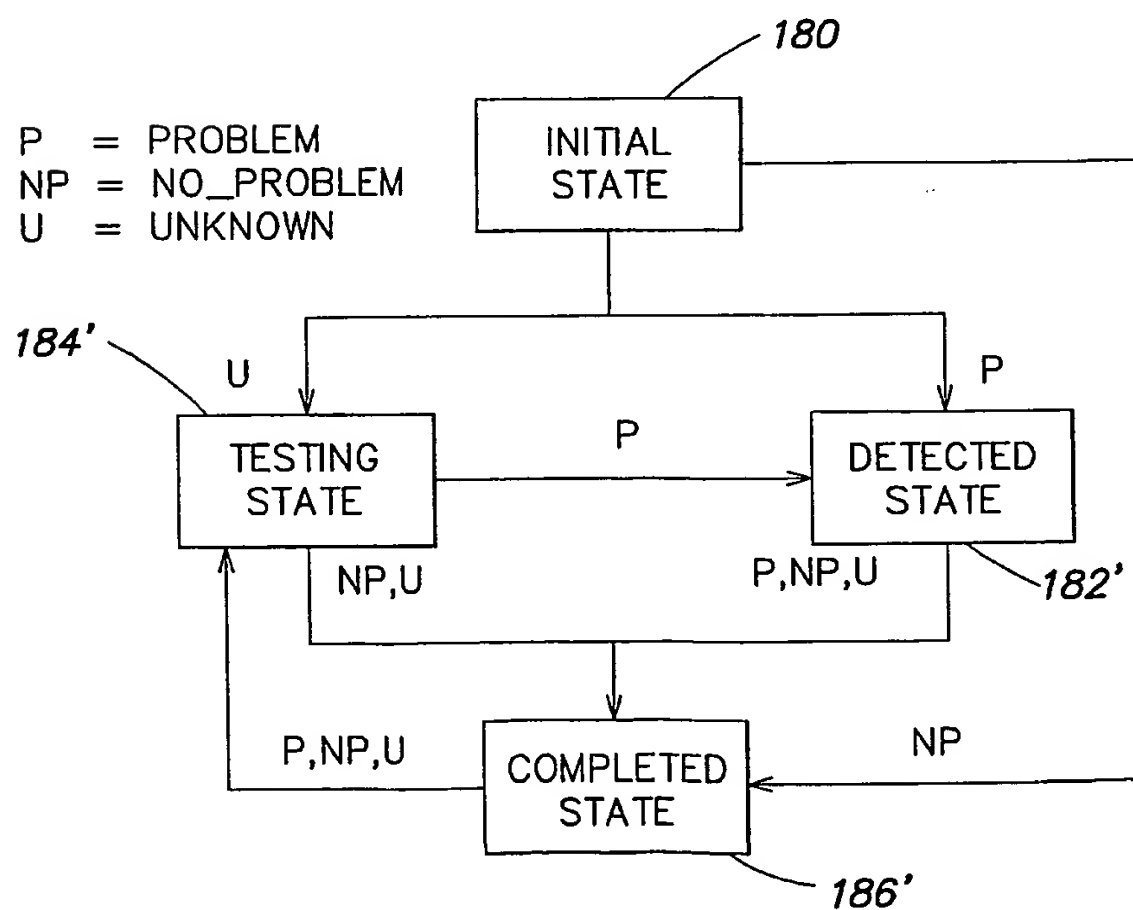 180
P = PROBLEM
NP = NO_PROBLEM
U = UNKNOWN
INITIAL
STATE
184'
U
P
TESTING
STATE
P
DETECTED
STATE
NP,U
P,NP,U
182'
P,NP,U
COMPLETED
STATE
NP
186'